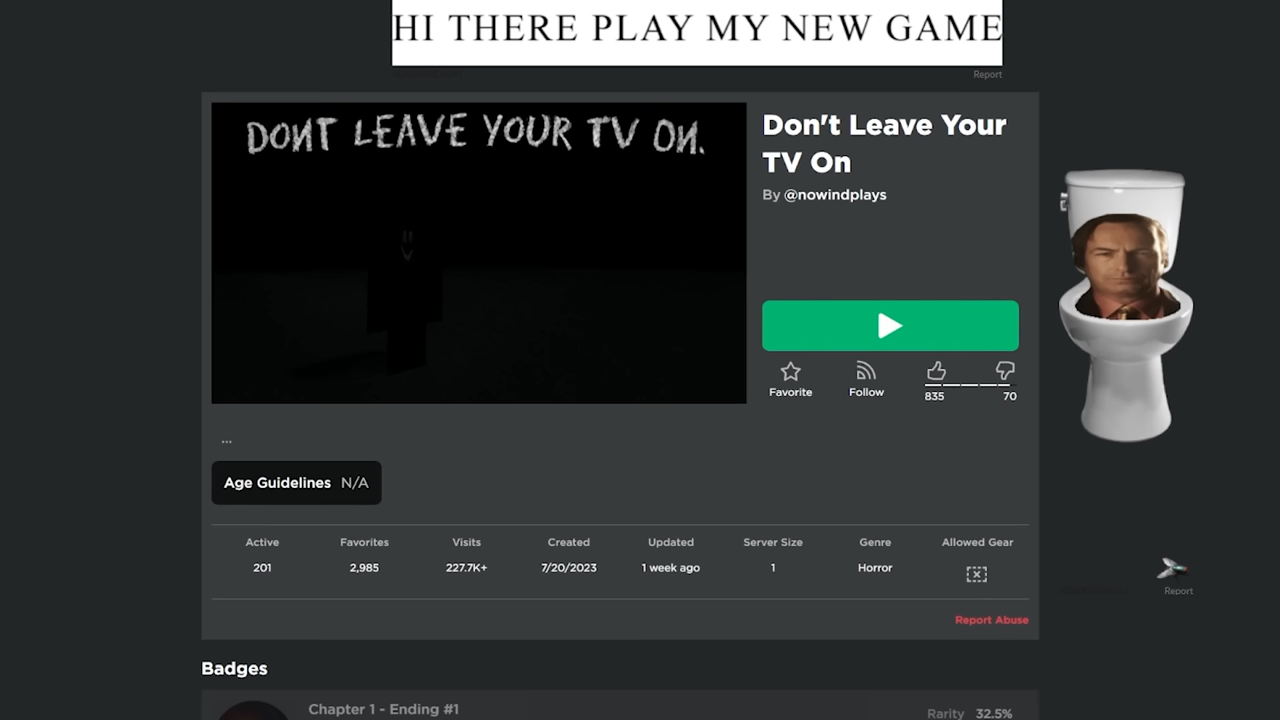 HI THERE PLAY MY NEW GAME
Report
DONT LEAVE YOUR TV ON.
Don't Leave Your
TV On
By @nowindplays
Favorite
Follow
835
70
...
Age Guidelines N/A
Active Favorites Visits Created Updated Server Size Genre Allowed Gear
201 2,985 227.7K+ 7/20/2023 1 week ago 1 Horror
Report
Report Abuse
Badges
Chapter 1 - Ending #1
Rarity 32.5%